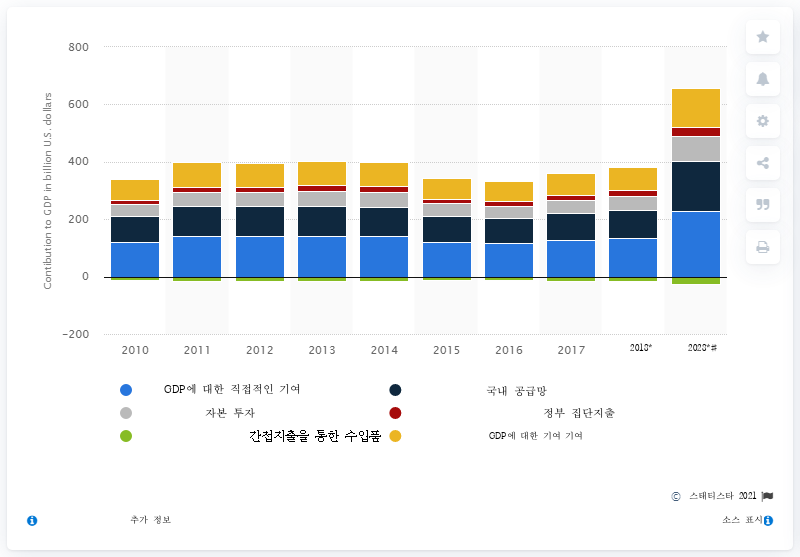 800
600
400
200
0
-200
Contibution to GDP in billion U.S. dollars
2010 2011 2012 2013 2014 2015 2016 2017 2018* 2028*#
GDP에 대한 직접적인 기여 국내 공급망
자본 투자 정부 집단지출
간접지출을 통한 수입품 GDP에 대한 기여 기여
© 스태티스타 2021
추가 정보 소스 표시